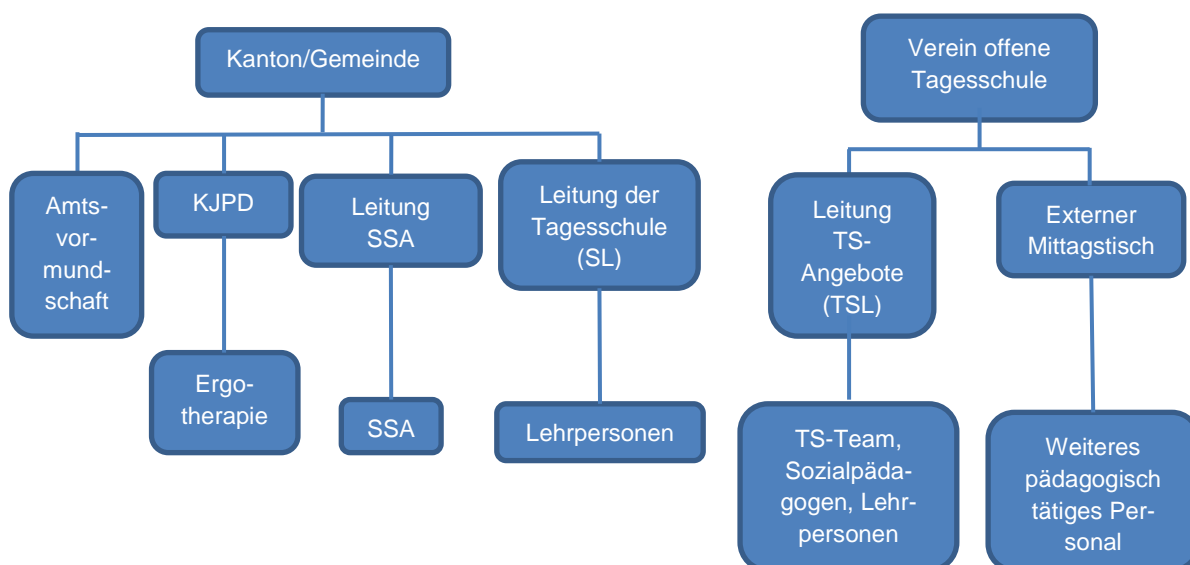 Kanton/Gemeinde
Verein offene
Tagesschule
Amts-
vor-
mund-
schaft
KJPD
Leitung
SSA
Leitung der
Tagesschule
(SL)
Leitung
TS-
Angebote
(TSL)
Externer
Mittagstisch
Ergo-
therapie
SSA
Lehrpersonen
TS-Team,
Sozialpäda-
gogen, Lehr-
personen
Weiteres
pädagogisch
tätiges Per-
sonal